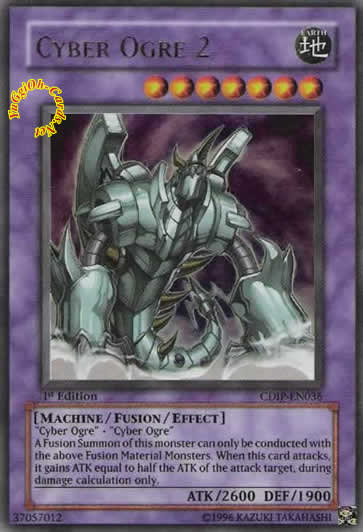 CYBER OGRE 2
EARTH
地
YuGiOh-Cards.Net
1ST Edition
CDIP-EN036
[MACHINE/FUSION/EFFECT]
"Cyber Ogre" · "Cyber Ogre"
A Fusion Summon of this monster can only be conducted with
the above Fusion Material Monsters. When this card attacks,
it gains ATK equal to half the ATK of the attack target, during
damage calculation only.
ATK/2600 DEF/1900
37057012
©1996 KAZUKI TAKAHASHI